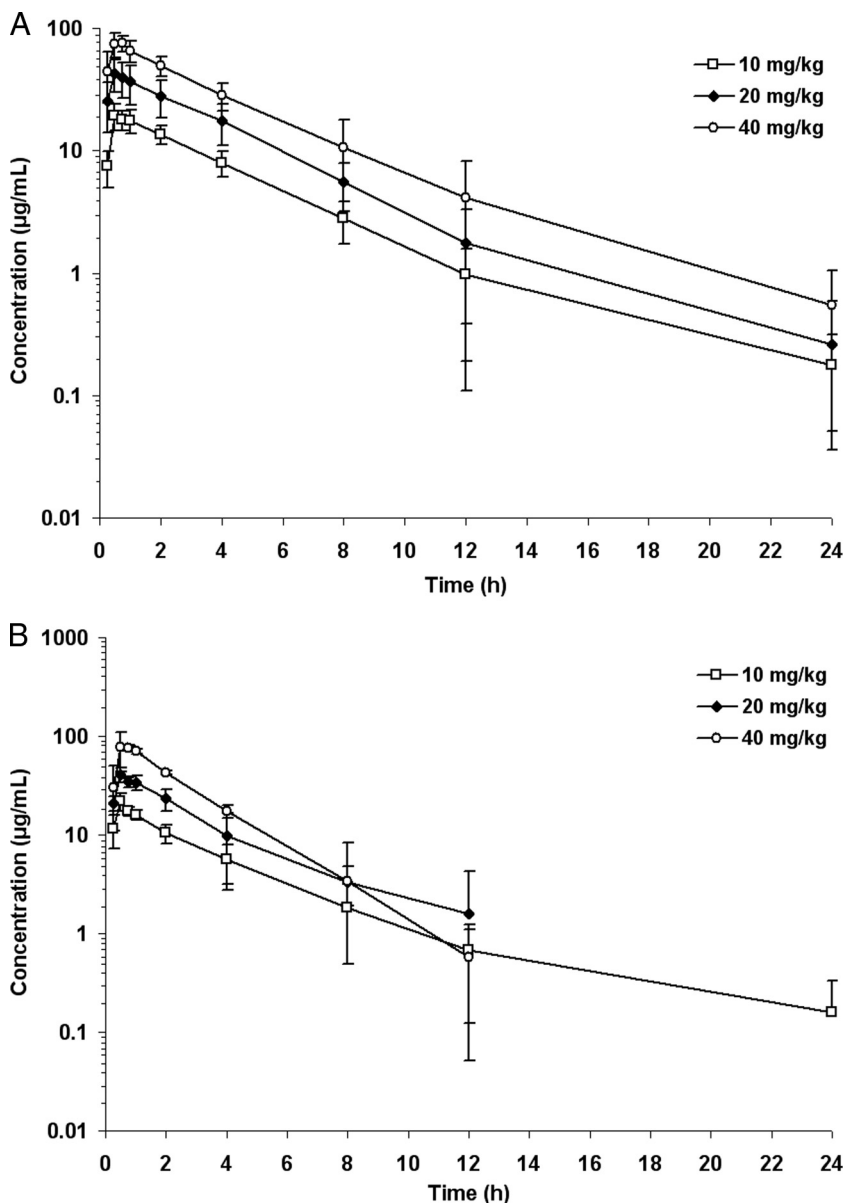 A
100
10
1
0.1
0.01
Concentration (µg/mL)
10 mg/kg
20 mg/kg
40 mg/kg
0 2 4 6 8 10 12 14 16 18 20 22 24
Time (h)
B
1000
100
10
1
0.1
0.01
Concentration (µg/mL)
10 mg/kg
20 mg/kg
40 mg/kg
0 2 4 6 8 10 12 14 16 18 20 22 24
Time (h)